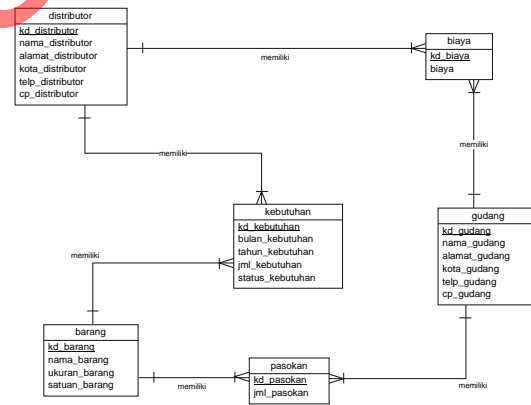 distributor
kd_distributor
nama_distributor
alamat_distributor
kota_distributor
telp_distributor
cp_distributor
memiliki
biaya
kd_biaya
biaya
memiliki
memiliki
kebutuhan
kd_kebutuhan
bulan_kebutuhan
tahun_kebutuhan
jml_kebutuhan
status_kebutuhan
gudang
kd_gudang
nama_gudang
alamat_gudang
kota_gudang
telp_gudang
cp_gudang
memiliki
barang
kd_barang
nama_barang
ukuran_barang
satuan_barang
memiliki
pasokan
kd_pasokan
jml_pasokan
memiliki